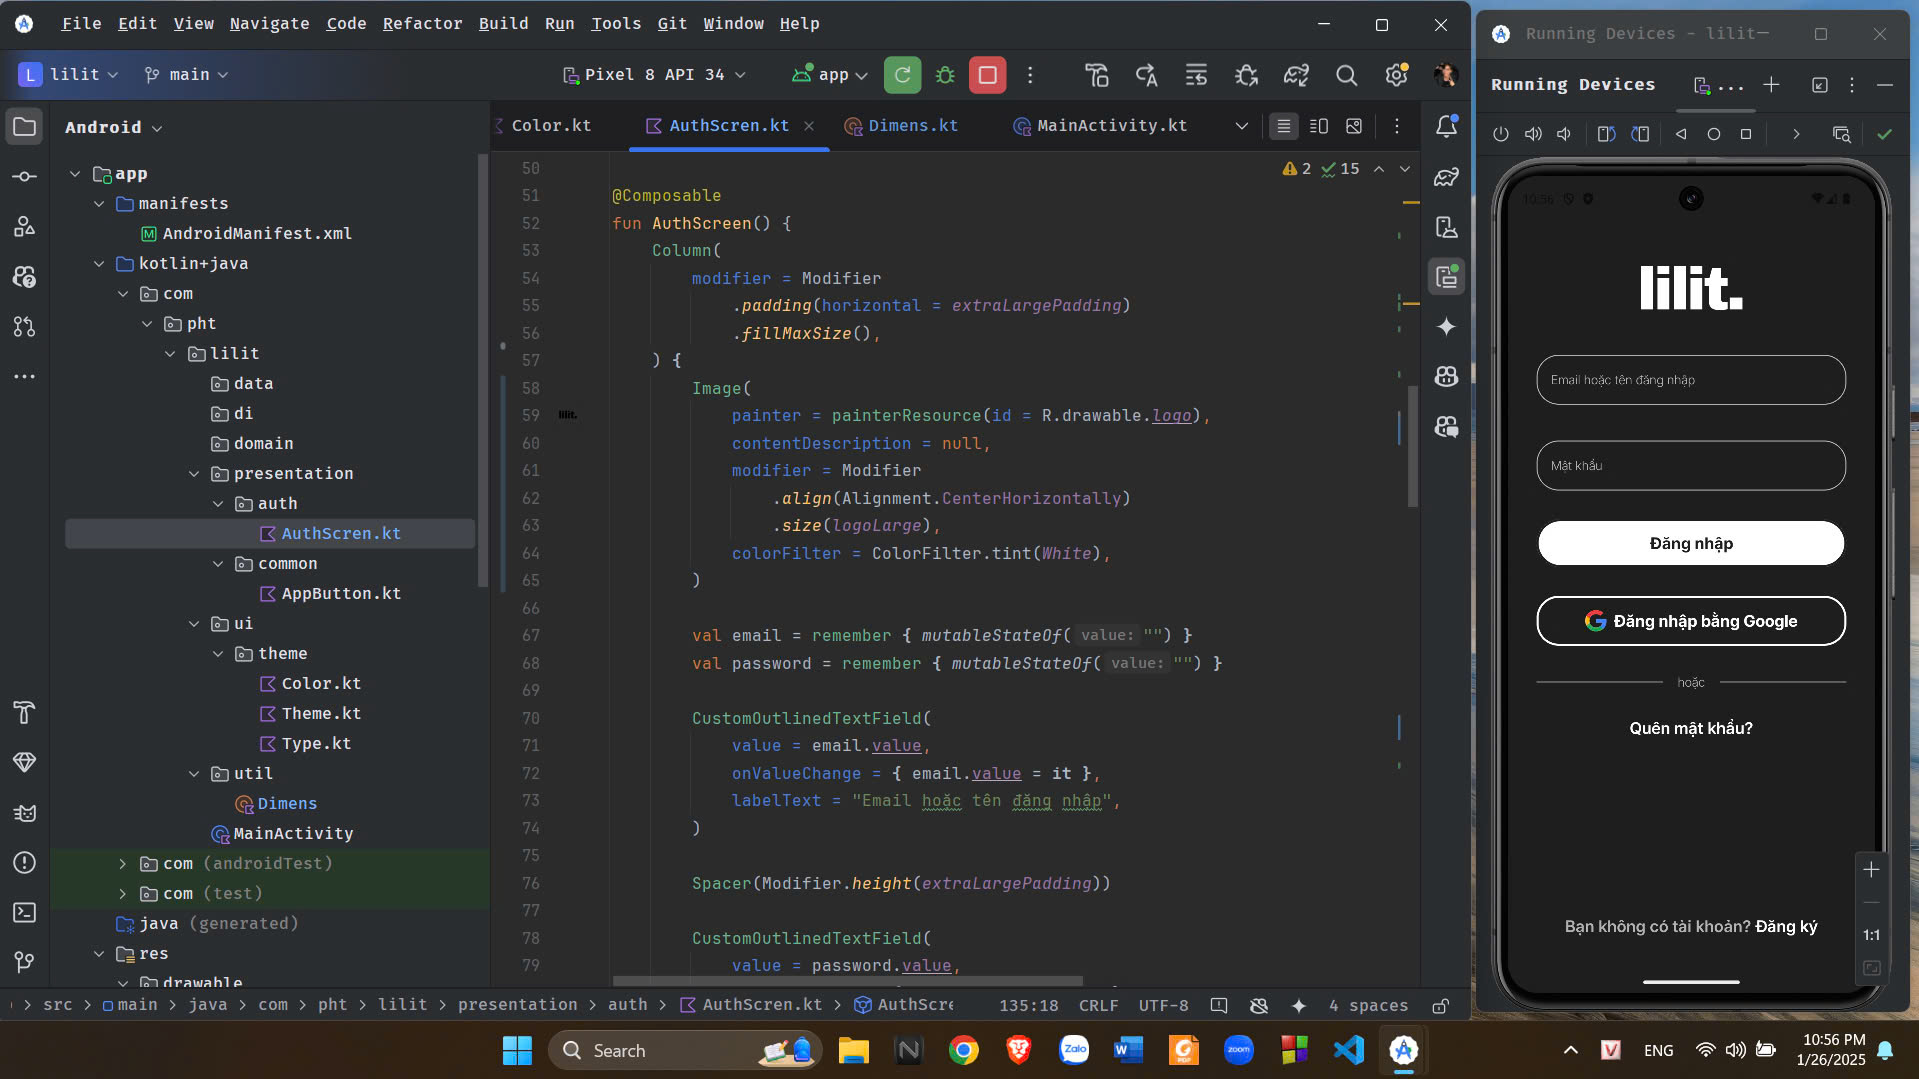 File Edit View Navigate Code Refactor Build Run Tools Git Window Help
L lilit main Pixel 8 API 34 app
Android
app
manifests
AndroidManifest.xml
kotlin+java
com
pht
lilit
data
di
domain
presentation
auth
AuthScren.kt
common
AppButton.kt
ui
theme
Color.kt
Theme.kt
Type.kt
util
Dimens
MainActivity
com (androidTest)
com (test)
java (generated)
res
drawable
Color.kt AuthScren.kt Dimens.kt MainActivity.kt
2 15
50
51 @Composable
52 fun AuthScreen() {
53 Column(
54 modifier = Modifier
55 .padding(horizontal = extraLargePadding)
56 .fillMaxSize(),
57 ) {
58 Image(
59 lilit. painter = painterResource(id = R.drawable.logo),
60 contentDescription = null,
61 modifier = Modifier
62 .align(Alignment.CenterHorizontally)
63 .size(logoLarge),
64 colorFilter = ColorFilter.tint(White),
65 )
66
67 val email = remember { mutableStateOf( value: "") }
68 val password = remember { mutableStateOf( value: "") }
69
70 CustomOutlinedTextField(
71 value = email.value,
72 onValueChange = { email.value = it },
73 labelText = "Email hoặc tên đăng nhập",
74 )
75
76 Spacer(Modifier.height(extraLargePadding))
77
78 CustomOutlinedTextField(
79 value = password.value,
src main java com pht lilit presentation auth AuthScren.kt AuthScre 135:18 CRLF UTF-8 4 spaces
Running Devices - lilit
Running Devices ...
10:56
lilit.
Email hoặc tên đăng nhập
Mật khẩu
Đăng nhập
Đăng nhập bằng Google
hoặc
Quên mật khẩu?
Bạn không có tài khoản? Đăng ký
1:1
Search Zalo W PDF zoom V ENG
10:56 PM
1/26/2025